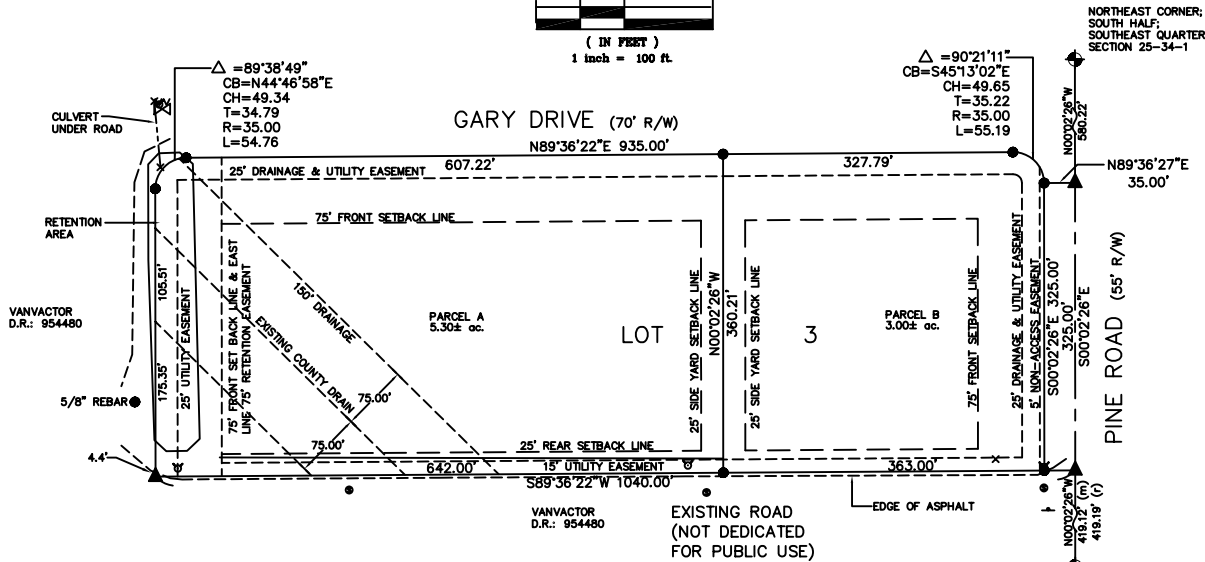 NORTHEAST CORNER;
SOUTH HALF;
SOUTHEAST QUARTER
SECTION 25-34-1
( IN FEET )
1 inch = 100 ft.
△ =89°38'49"
CB=N44°46'58"E
CH=49.34
T=34.79
R=35.00
L=54.76
△ =90°21'11"
CB=S45°13'02"E
CH=49.65
T=35.22
R=35.00
L=55.19
N00°02'26"W
580.22'
CULVERT
UNDER ROAD
GARY DRIVE (70' R/W)
N89°36'22"E 935.00'
607.22'
327.79'
N89°36'27"E
35.00'
25' DRAINAGE & UTILITY EASEMENT
75' FRONT SETBACK LINE
RETENTION
AREA
105.51'
175.35'
25' UTILITY EASEMENT
75' FRONT SET BACK LINE & EAST
LINE 75' RETENTION EASEMENT
150' DRAINAGE
EXISTING COUNTY DRAIN
75.00'
75.00'
VANVACTOR
D.R.: 954480
PARCEL A
5.30± ac.
LOT
3
PARCEL B
3.00± ac.
25' SIDE YARD SETBACK LINE
N00°02'26"W
360.21'
25' SIDE YARD SETBACK LINE
75' FRONT SETBACK LINE
25' DRAINAGE & UTILITY EASEMENT
5' NON-ACCESS EASEMENT
S00°02'26"E 325.00'
325.00'
S00°02'26"E
PINE ROAD (55' R/W)
5/8" REBAR
4.4'
25' REAR SETBACK LINE
642.00'
15' UTILITY EASEMENT
363.00'
S89°36'22"W 1040.00'
VANVACTOR
D.R.: 954480
EXISTING ROAD
(NOT DEDICATED
FOR PUBLIC USE)
EDGE OF ASPHALT
N00°02'26"W
419.12' (m)
419.19' (r)